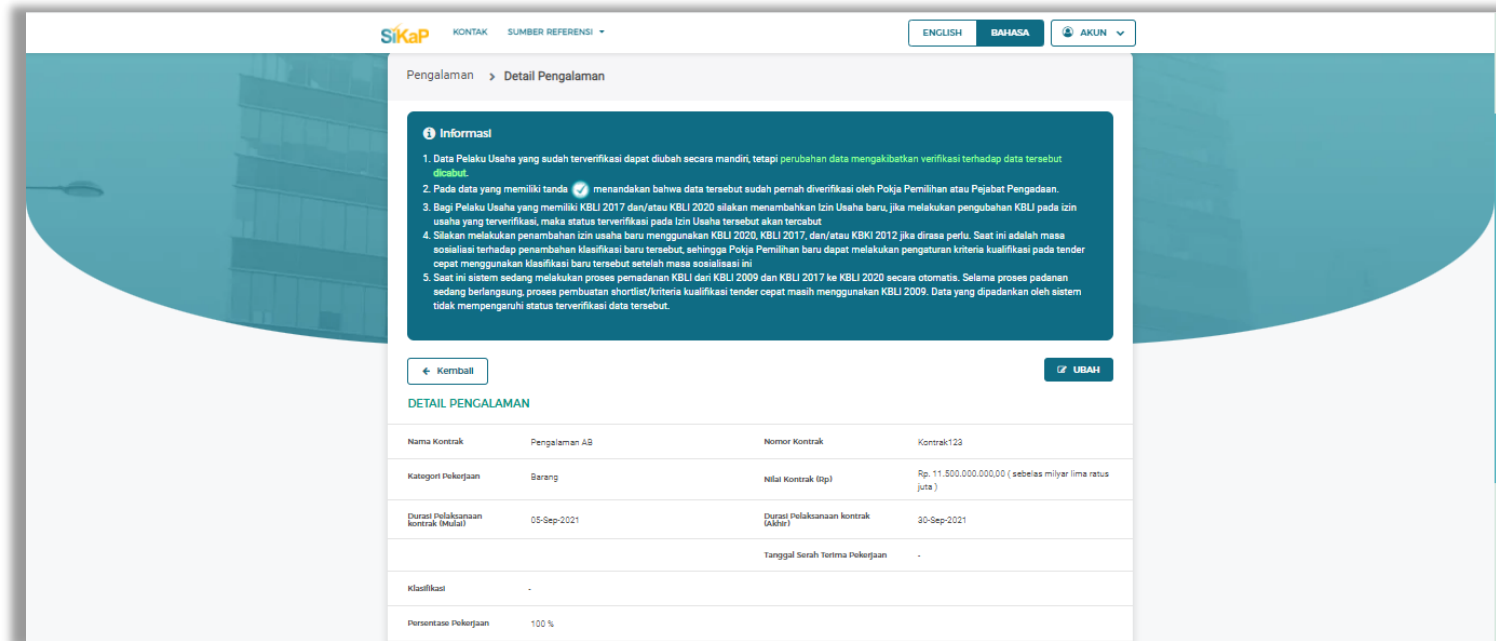 SiKaP KONTAK SUMBER REFERENSI ENGLISH BAHASA AKUN
Pengalaman > Detail Pengalaman
Informasi
1. Data Pelaku Usaha yang sudah terverifikasi dapat diubah secara mandiri, tetapi perubahan data mengakibatkan verifikasi terhadap data tersebut
dicabut.
2. Pada data yang memiliki tanda menandakan bahwa data tersebut sudah pernah diverifikasi oleh Pokja Pemilihan atau Pejabat Pengadaan.
3. Bagi Pelaku Usaha yang memiliki KBLI 2017 dan/atau KBLI 2020 silakan menambahkan Izin Usaha baru, jika melakukan pengubahan KBLI pada izin
usaha yang terverifikasi, maka status terverifikasi pada Izin Usaha tersebut akan tercabut
4. Silakan melakukan penambahan izin usaha baru menggunakan KBLI 2020, KBLI 2017, dan/atau KBKI 2012 jika dirasa perlu. Saat ini adalah masa
sosialiasi terhadap penambahan klasifikasi baru tersebut, sehingga Pokja Pemilihan baru dapat melakukan pengaturan kriteria kualifikasi pada tender
cepat menggunakan klasifikasi baru tersebut setelah masa sosialisasi ini
5. Saat ini sistem sedang melakukan proses pemadanan KBLI dari KBLI 2009 dan KBLI 2017 ke KBLI 2020 secara otomatis. Selama proses padanan
sedang berlangsung, proses pembuatan shortlist/kriteria kualifikasi tender cepat masih menggunakan KBLI 2009. Data yang dipadankan oleh sistem
tidak mempengaruhi status terverifikasi data tersebut.
Kembali UBAH
DETAIL PENGALAMAN
Nama Kontrak Pengalaman AB Nomor Kontrak Kontrak123
Kategori Pekerjaan Barang Nilai Kontrak (Rp) Rp. 11.500.000.000,00 ( sebelas milyar lima ratus
juta )
Durasi Pelaksanaan
kontrak (Mulai) 05-Sep-2021 Durasi Pelaksanaan kontrak
(Akhir) 30-Sep-2021
Tanggal Serah Terima Pekerjaan -
Klasifikasi -
Persentase Pekerjaan 100 %